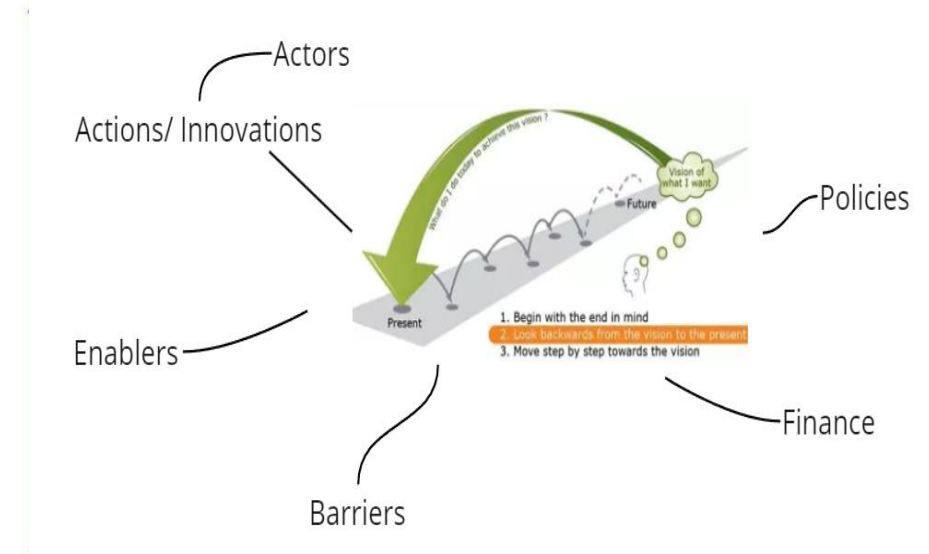 Actors
Actions/ Innovations
What do I do today to achieve this vision ?
Vision of
what I want
Policies
Future
Present
1. Begin with the end in mind
2. Look backwards from the vision to the present
3. Move step by step towards the vision
Enablers
Finance
Barriers